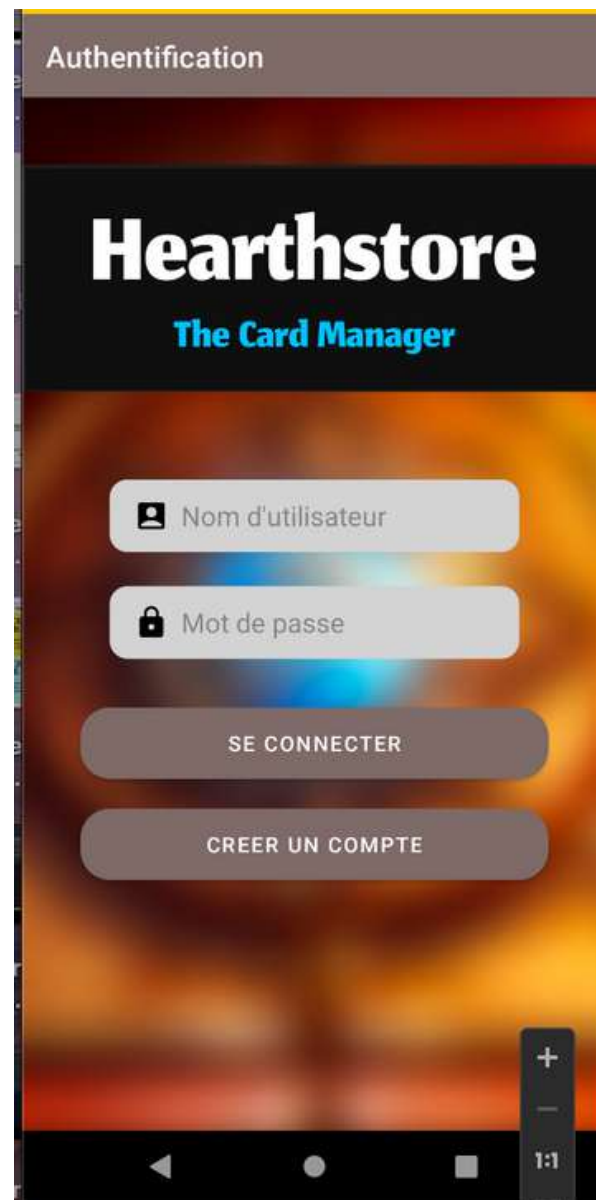 Authentification
Hearthstore
The Card Manager
Nom d'utilisateur
Mot de passe
SE CONNECTER
CREER UN COMPTE
1:1